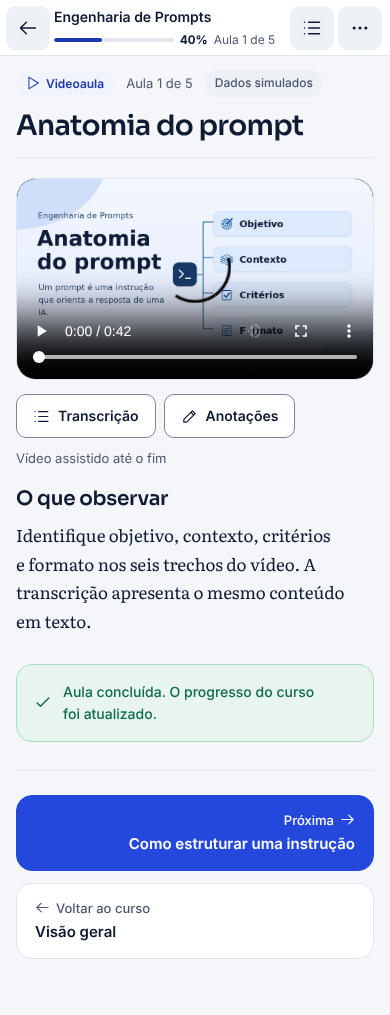 Engenharia de Prompts
40% Aula 1 de 5
Videoaula
Aula 1 de 5
Dados simulados
Anatomia do prompt
Engenharia de Prompts
Anatomia
do prompt
Um prompt é uma instrução
que orienta a resposta de uma
IA.
Objetivo
Contexto
Critérios
Formato
0:00 / 0:42
Transcrição
Anotações
Vídeo assistido até o fim
O que observar
Identifique objetivo, contexto, critérios
e formato nos seis trechos do vídeo. A
transcrição apresenta o mesmo conteúdo
em texto.
Aula concluída. O progresso do curso
foi atualizado.
Próxima
Como estruturar uma instrução
Voltar ao curso
Visão geral